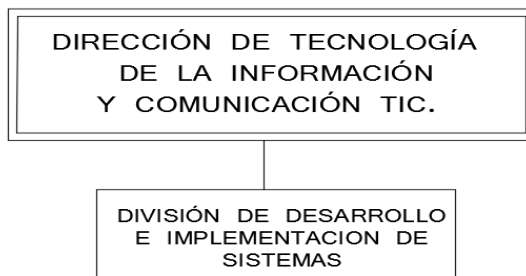 DIRECCIÓN DE TECNOLOGÍA
DE LA INFORMACIÓN
Y COMUNICACIÓN TIC.
DIVISIÓN DE DESARROLLO
E IMPLEMENTACION DE
SISTEMAS